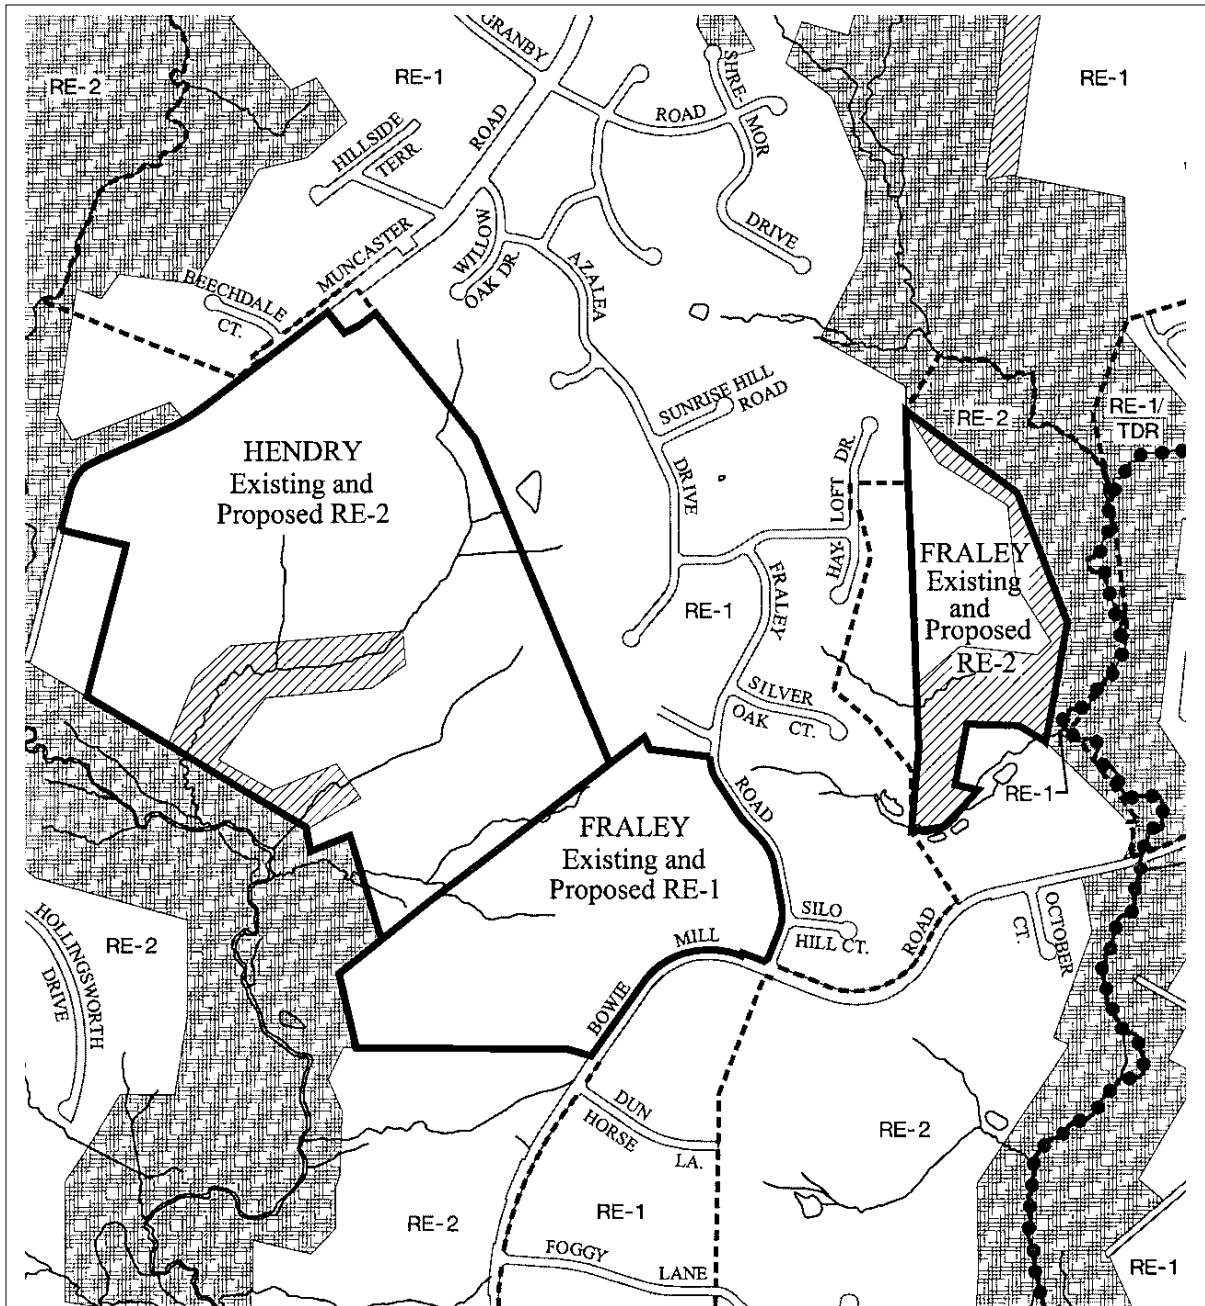 GRANBY
RE-1
RE-1
RE-2
SHRE-
MOR
DRIVE
ROAD
ROAD
HILLSIDE
TERR.
MUNCASTER
WILLOW
OAK DR.
AZALEA
BEECHDALE
CT.
SUNRISE HILL
ROAD
RE-2
RE-1/
TDR
HENDRY
Existing and
Proposed RE-2
DR.
LOFT
HAY-
DRIVE
FRALEY
Existing
and
Proposed
RE-2
FRALEY
RE-1
SILVER
OAK CT.
ROAD
RE-1
FRALEY
Existing and
Proposed RE-1
SILO
HILL CT.
ROAD
OCTOBER
CT.
MILL
BOWIE
HOLLINGSWORTH
DRIVE
RE-2
DUN
HORSE
LA.
RE-2
RE-2
RE-1
FOGGY
LANE
RE-1